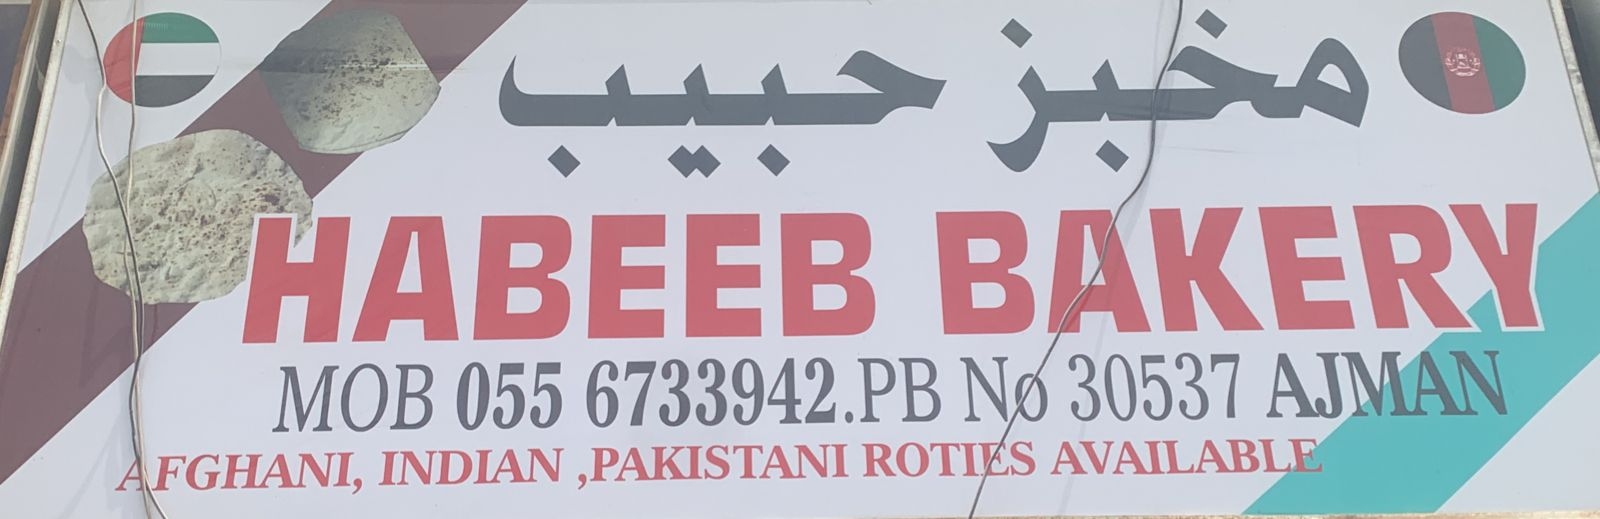 مخبز حبيب
HABEEB BAKERY
MOB 055 6733942.PB No 30537 AJMAN
AFGHANI, INDIAN ,PAKISTANI ROTIES AVAILABLE